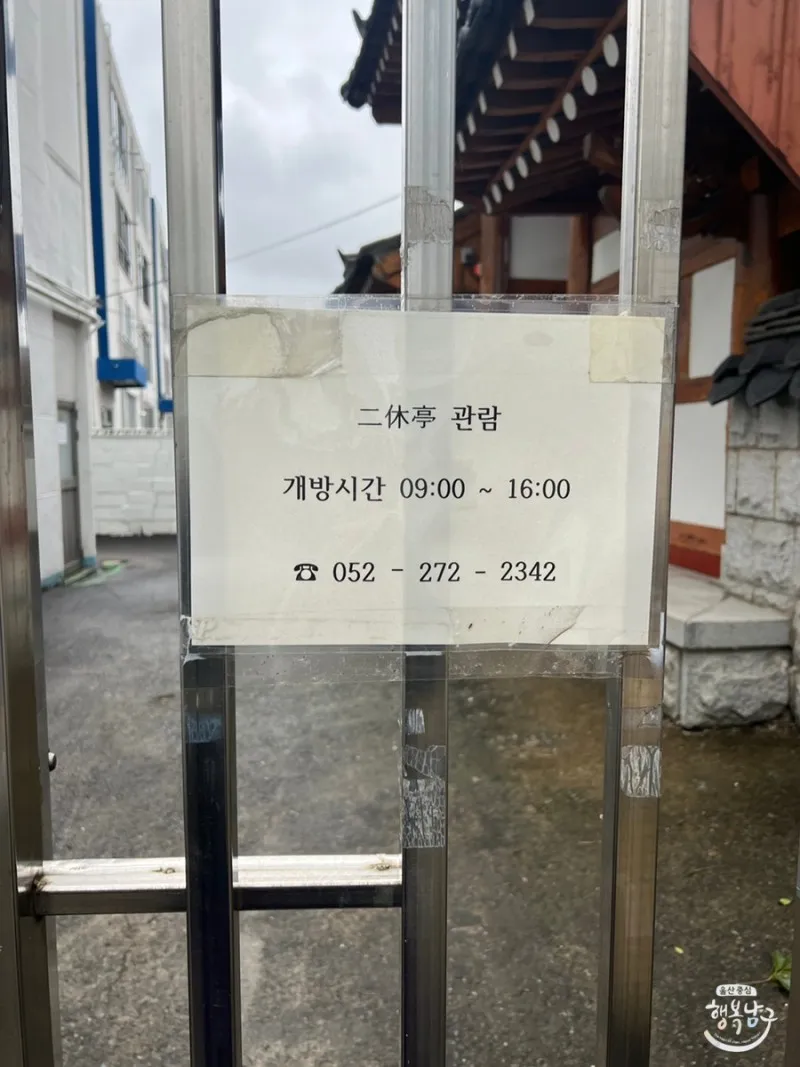 二休亭 관람
개방시간 09:00 ~ 16:00
☎ 052 - 272 - 2342
울산 중심
행복남구